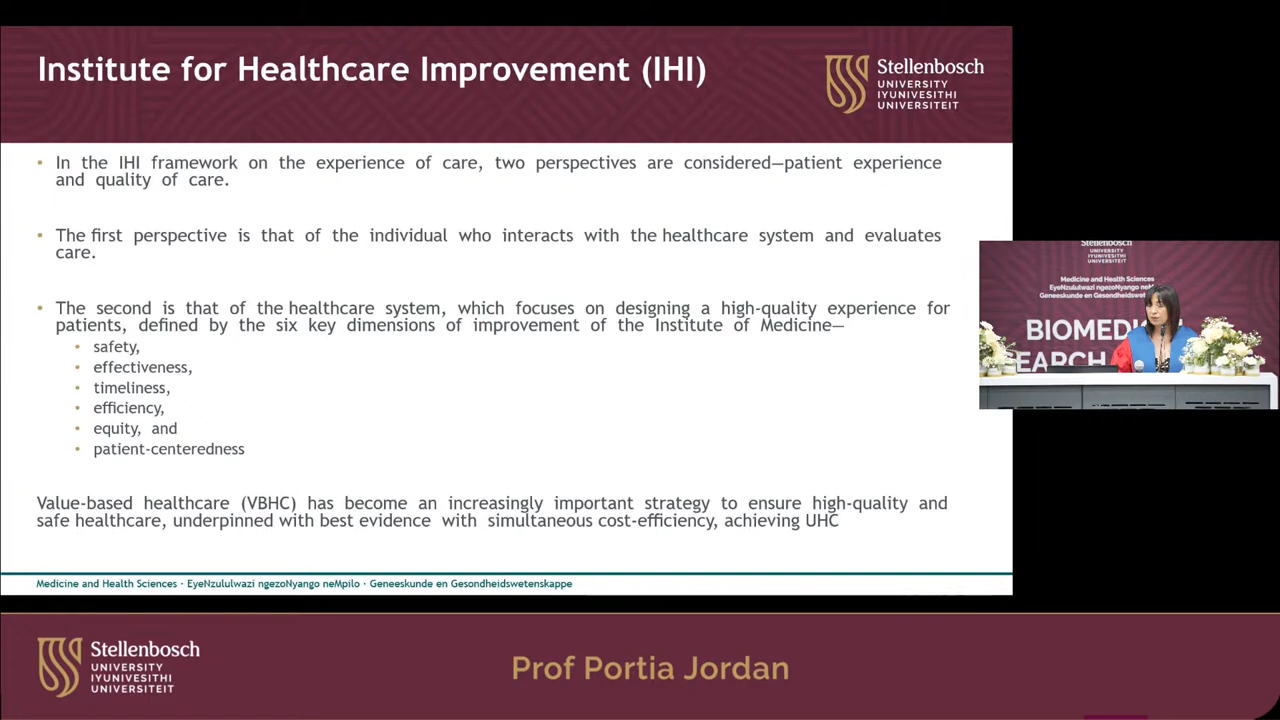 Institute for Healthcare Improvement (IHI)
Stellenbosch
UNIVERSITY
IYUNIVESITHI
UNIVERSITEIT
• In the IHI framework on the experience of care, two perspectives are considered—patient experience
and quality of care.
• The first perspective is that of the individual who interacts with the healthcare system and evaluates
care.
• The second is that of the healthcare system, which focuses on designing a high-quality experience for
patients, defined by the six key dimensions of improvement of the Institute of Medicine—
• safety,
• effectiveness,
• timeliness,
• efficiency,
• equity, and
• patient-centeredness
Value-based healthcare (VBHC) has become an increasingly important strategy to ensure high-quality and
safe healthcare, underpinned with best evidence with simultaneous cost-efficiency, achieving UHC
Medicine and Health Sciences · EyeNzululwazi ngezoNyango neMpilo · Geneeskunde en Gesondheidswetenskappe
Stellenbosch
UNIVERSITY
IYUNIVESITHI
UNIVERSITEIT
Medicine and Health Sciences
EyeNzululwazi ngezoNyango
Geneeskunde en
BIOMEDI
Stellenbosch
UNIVERSITY
IYUNIVESITHI
UNIVERSITEIT
Prof Portia Jordan